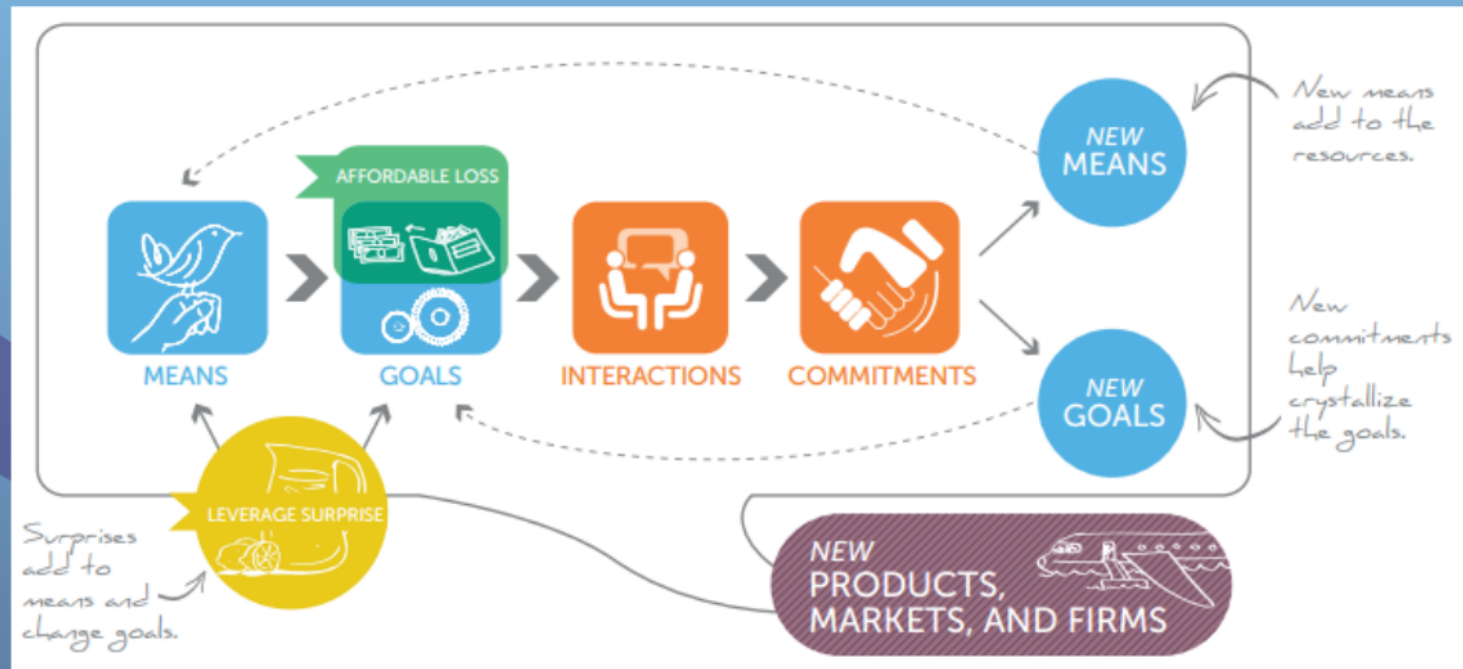 New means
add to the
resources.
NEW
MEANS
AFFORDABLE LOSS
MEANS
GOALS
INTERACTIONS
COMMITMENTS
NEW
GOALS
New
commitments
help
crystallize
the goals.
LEVERAGE SURPRISE
Surprises
add to
means and
change goals.
NEW
PRODUCTS,
MARKETS, AND FIRMS